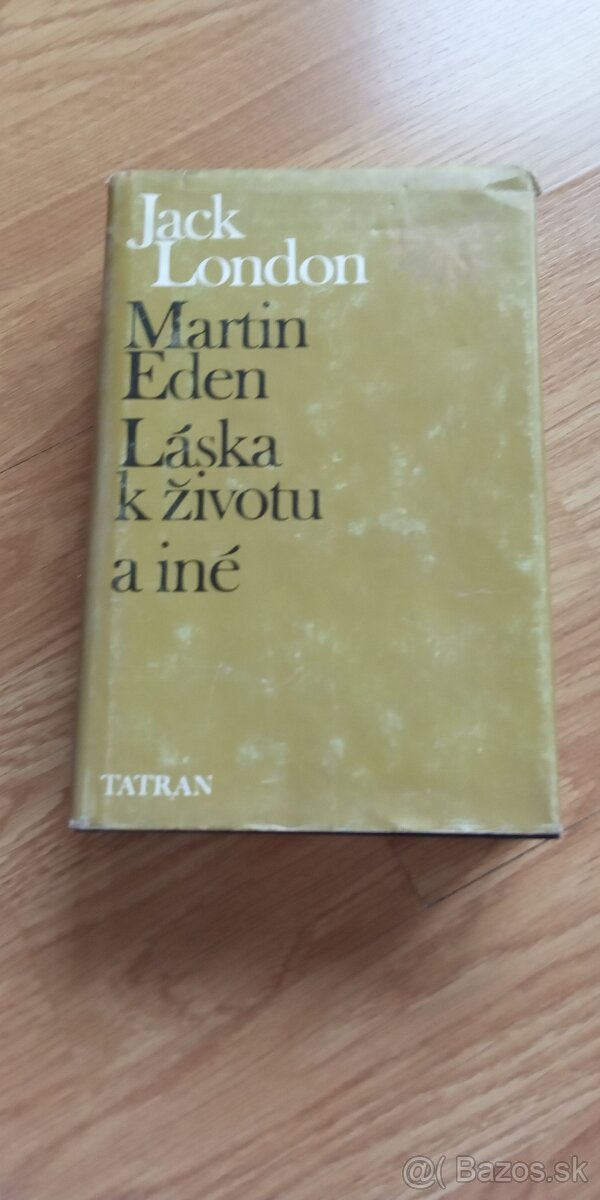 Jack
London
Martin
Eden
Láska
k životu
a iné
TATRAN
@( Bazos.sk